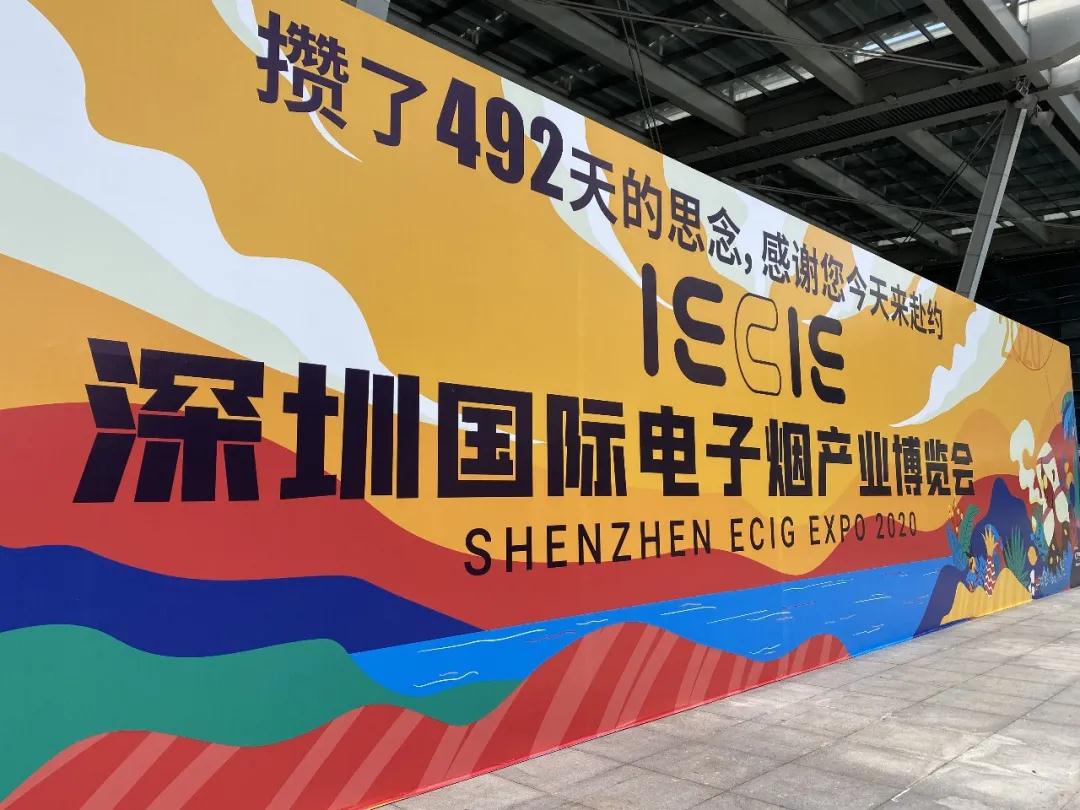 攒了492天的思念,感谢您今天来赴约
IECIE
深圳国际电子烟产业博览会
SHENZHEN ECIG EXPO 2020
2020